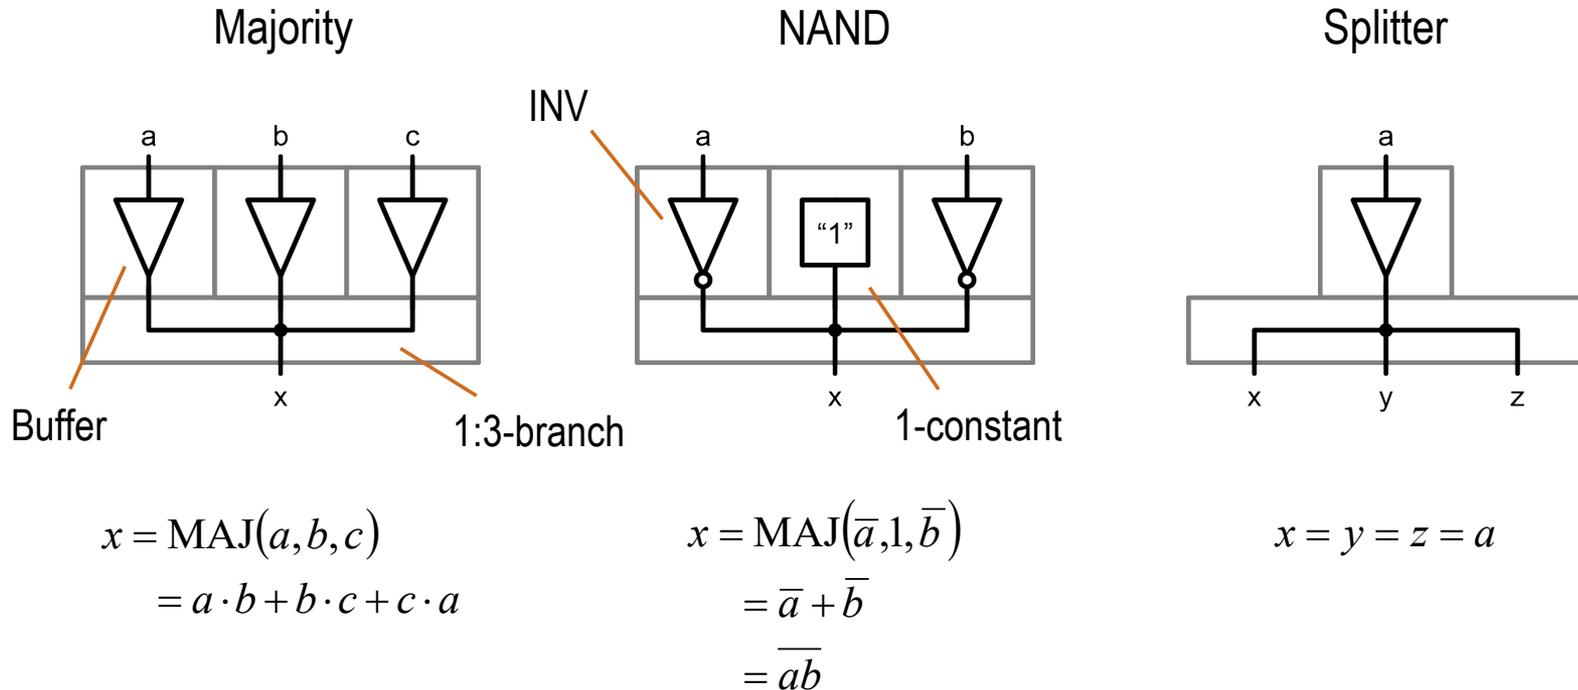 Majority
NAND
Splitter
INV
a b c
a b
a
“1”
x
x
x y z
Buffer
1:3-branch
1-constant
x = MAJ(a, b, c)
= a · b + b · c + c · a
x = MAJ(a̅, 1, b̅)
= a̅ + b̅
= a̅b̅
x = y = z = a